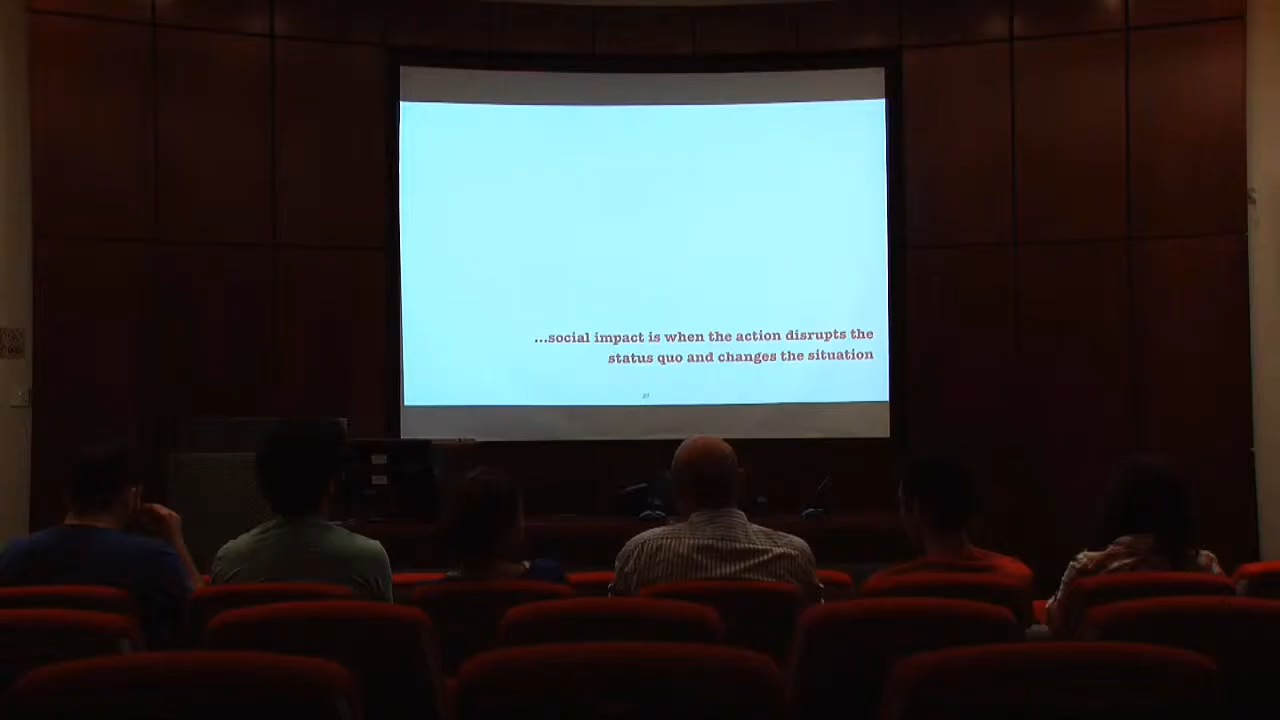 ...social impact is when the action disrupts the
status quo and changes the situation